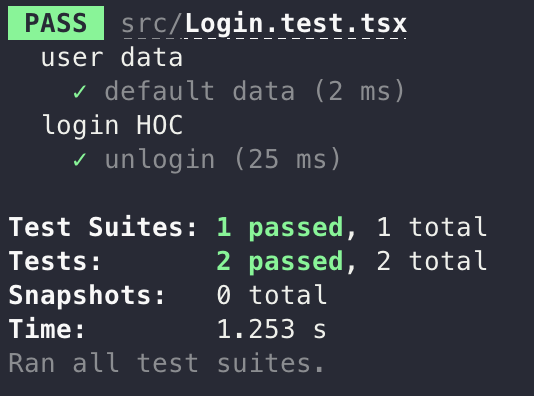 PASS src/Login.test.tsx
user data
✓ default data (2 ms)
login HOC
✓ unlogin (25 ms)
Test Suites: 1 passed, 1 total
Tests: 2 passed, 2 total
Snapshots: 0 total
Time: 1.253 s
Ran all test suites.